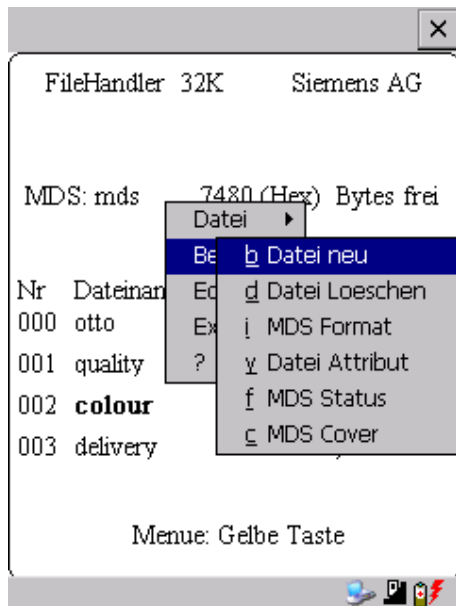 FileHandler 32K Siemens AG
MDS: mds 7480 (Hex) Bytes frei
Datei
b Datei neu
Nr Dateinan
d Datei Loeschen
000 otto
i MDS Format
001 quality
? y Datei Attribut
002 colour
f MDS Status
003 delivery
c MDS Cover
Menue: Gelbe Taste